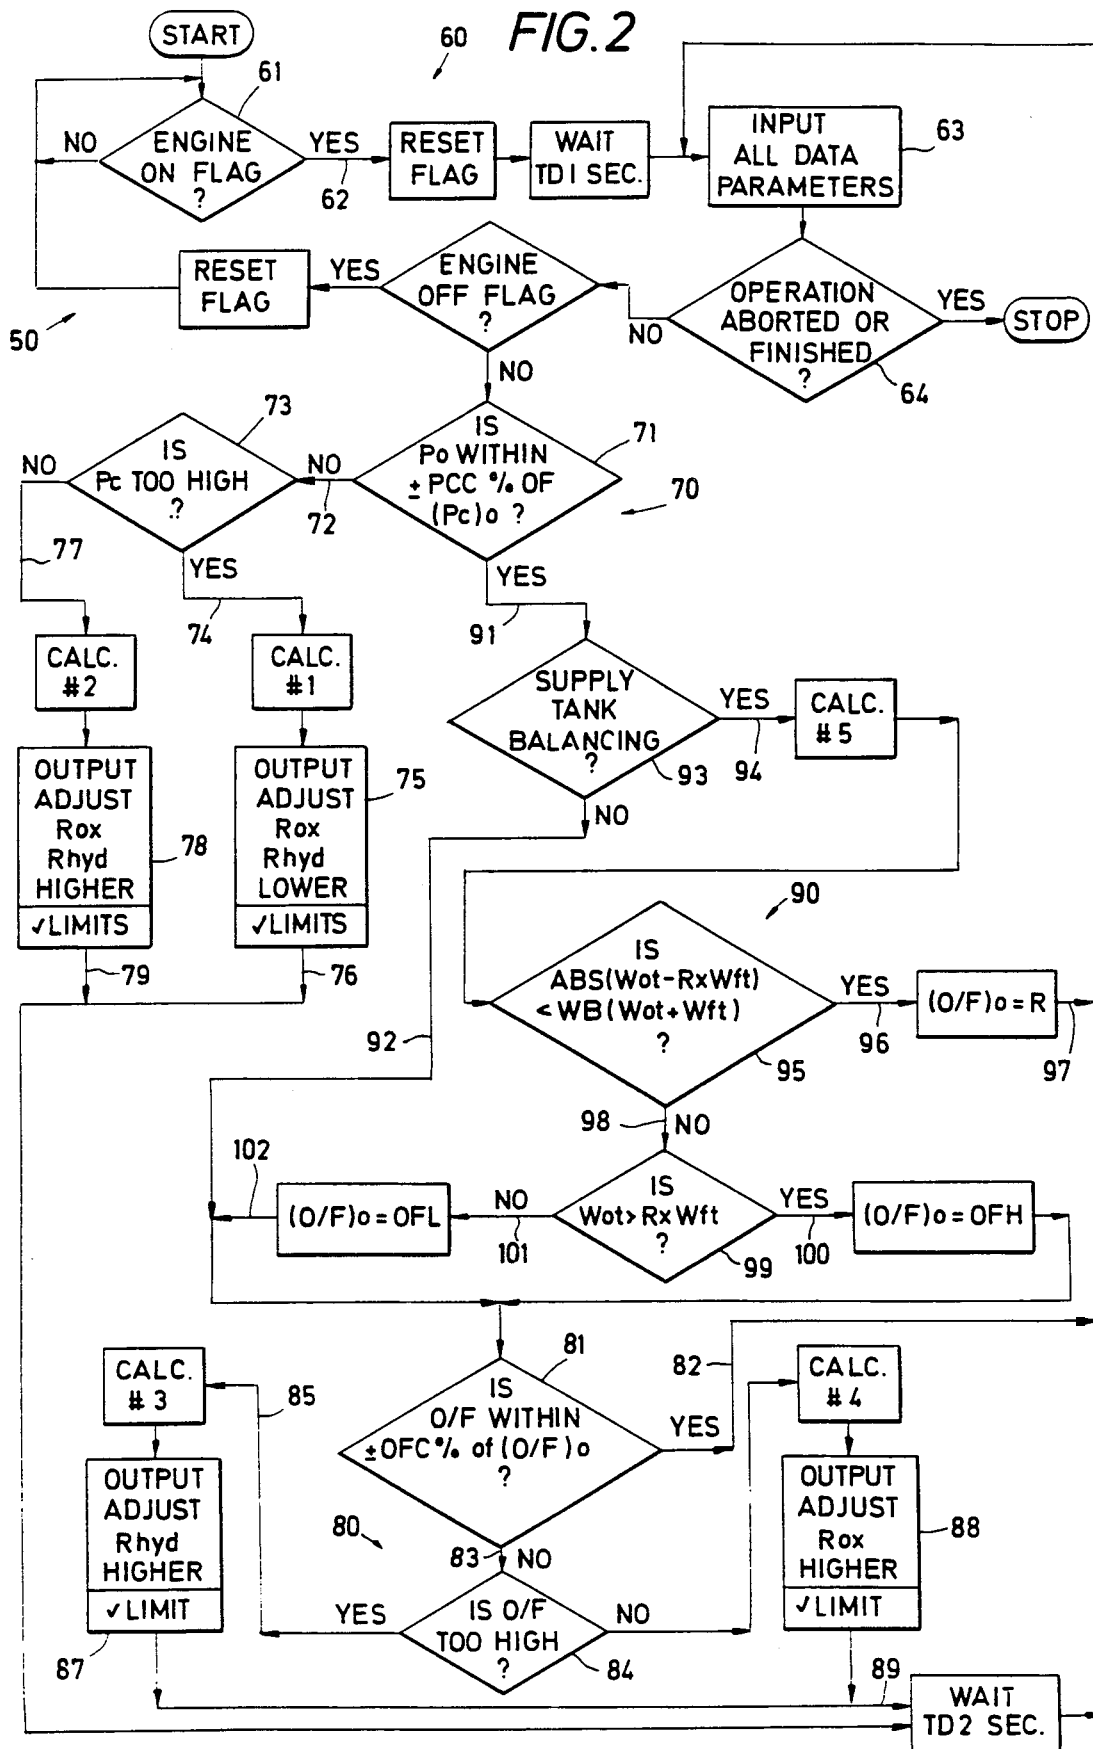 FIG.2
START
60
61
NO
ENGINE
ON FLAG
?
YES
62
RESET
FLAG
WAIT
TD1 SEC.
INPUT
ALL DATA
PARAMETERS
63
RESET
FLAG
YES
ENGINE
OFF FLAG
?
NO
OPERATION
ABORTED OR
FINISHED
?
YES
STOP
64
50
NO
73
NO
IS
Pc TOO HIGH
?
NO
72
IS
Po WITHIN
± PCC % OF
(Pc)o ?
71
70
77
YES
74
YES
91
CALC.
#2
CALC.
#1
SUPPLY
TANK
BALANCING
?
YES
94
93
CALC.
#5
NO
OUTPUT
ADJUST
Rox
Rhyd
HIGHER
✓LIMITS
78
79
OUTPUT
ADJUST
Rox
Rhyd
LOWER
✓LIMITS
75
76
90
92
IS
ABS(Wot-RxWft)
<WB(Wot+Wft)
?
95
YES
96
(O/F)o=R
97
98
NO
102
(O/F)o=OFL
NO
101
IS
Wot>RxWft
?
99
YES
100
(O/F)o=OFH
81
82
CALC.
#3
85
IS
O/F WITHIN
±OFC% of (O/F)o
?
YES
CALC.
#4
OUTPUT
ADJUST
Rhyd
HIGHER
✓LIMIT
87
80
83
NO
YES
IS O/F
TOO HIGH
?
84
NO
OUTPUT
ADJUST
Rox
HIGHER
✓LIMIT
88
89
WAIT
TD2 SEC.